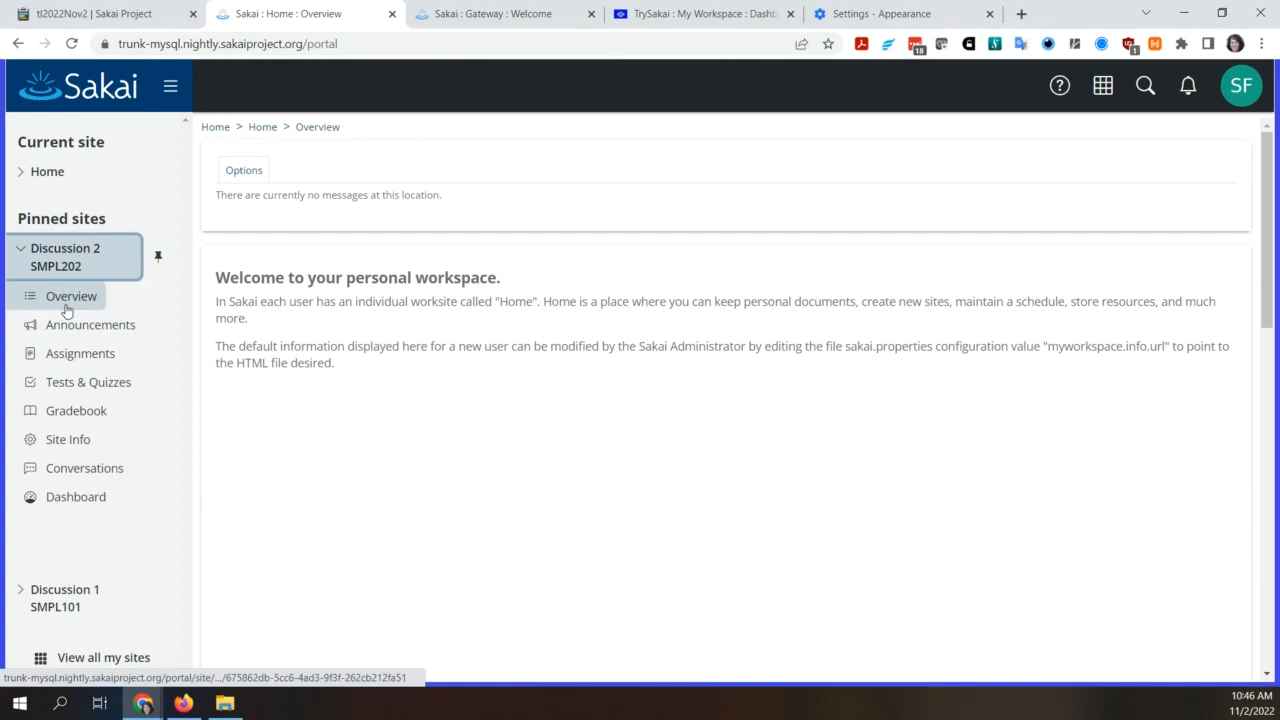 tl2022Nov2 | Sakai Project
Sakai : Home : Overview
Sakai : Gateway : Welcome
TrySakai : My Workspace : Dashb
Settings - Appearance
trunk-mysql.nightly.sakaiproject.org/portal
18
1
Sakai
SF
Current site
Home
Pinned sites
Discussion 2
SMPL202
Overview
Announcements
Assignments
Tests & Quizzes
Gradebook
Site Info
Conversations
Dashboard
Discussion 1
SMPL101
View all my sites
Home > Home > Overview
Options
There are currently no messages at this location.
Welcome to your personal workspace.
In Sakai each user has an individual worksite called "Home". Home is a place where you can keep personal documents, create new sites, maintain a schedule, store resources, and much
more.
The default information displayed here for a new user can be modified by the Sakai Administrator by editing the file sakai.properties configuration value "myworkspace.info.url" to point to
the HTML file desired.
trunk-mysql.nightly.sakaiproject.org/portal/site/.../675862db-5cc6-4ad3-9f3f-262cb212fa51
10:46 AM
11/2/2022